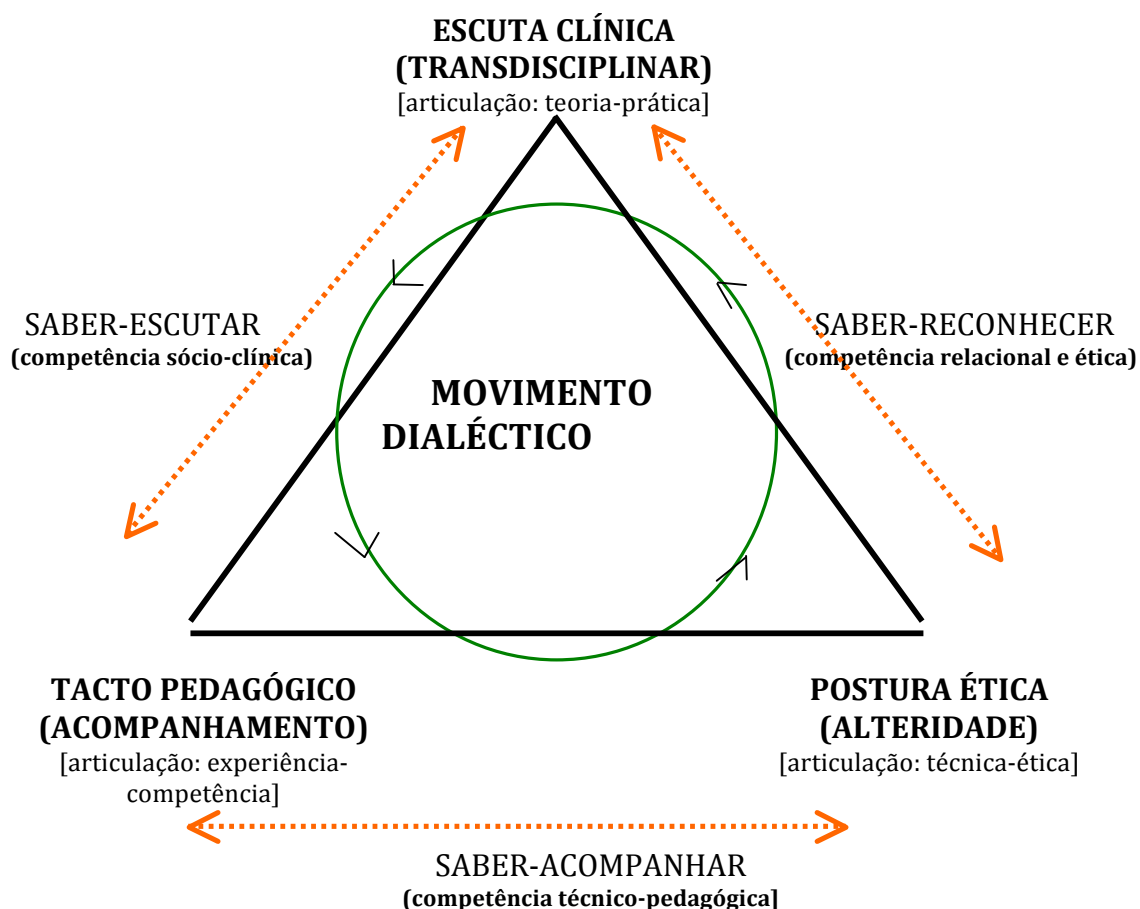 ESCUTA CLÍNICA
(TRANSDISCIPLINAR)
[articulação: teoria-prática]
SABER-ESCUTAR
(competência sócio-clínica)
SABER-RECONHECER
(competência relacional e ética)
MOVIMENTO
DIALÉCTICO
TACTO PEDAGÓGICO
(ACOMPANHAMENTO)
[articulação: experiência-
competência]
POSTURA ÉTICA
(ALTERIDADE)
[articulação: técnica-ética]
SABER-ACOMPANHAR
(competência técnico-pedagógica]